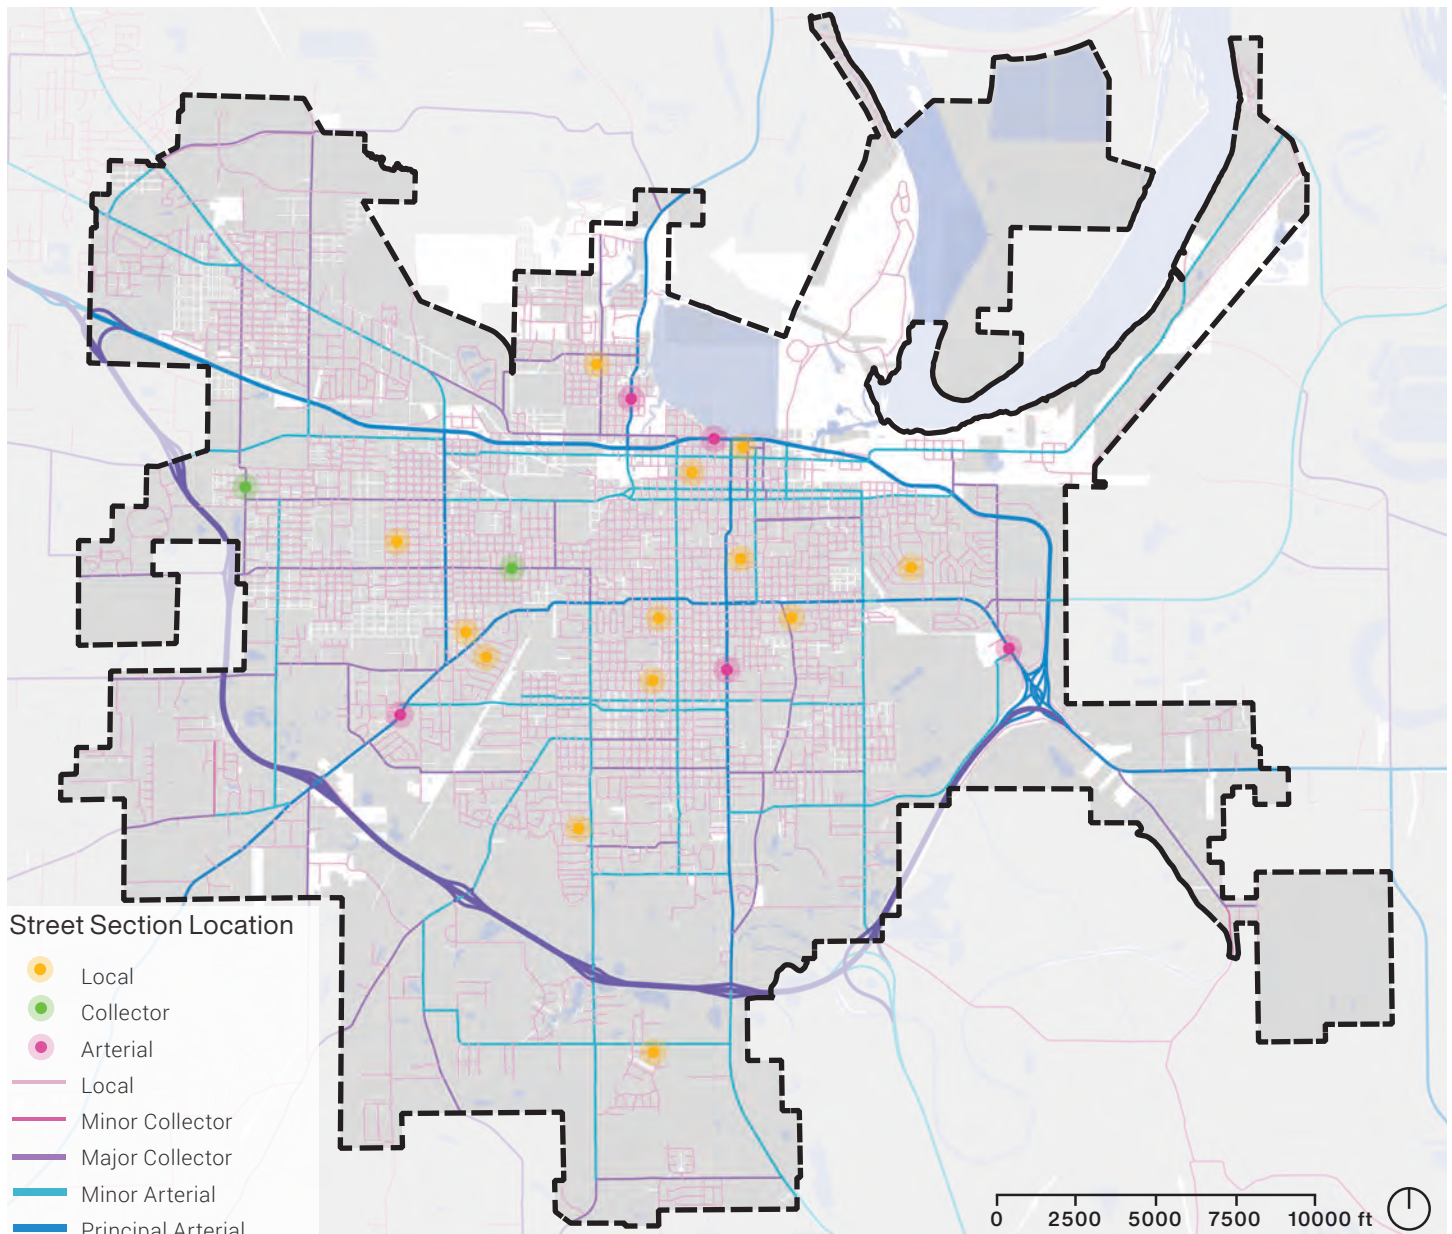 Street Section Location
Local
Collector
Arterial
Local
Minor Collector
Major Collector
Minor Arterial
Principal Arterial
0 2500 5000 7500 10000 ft